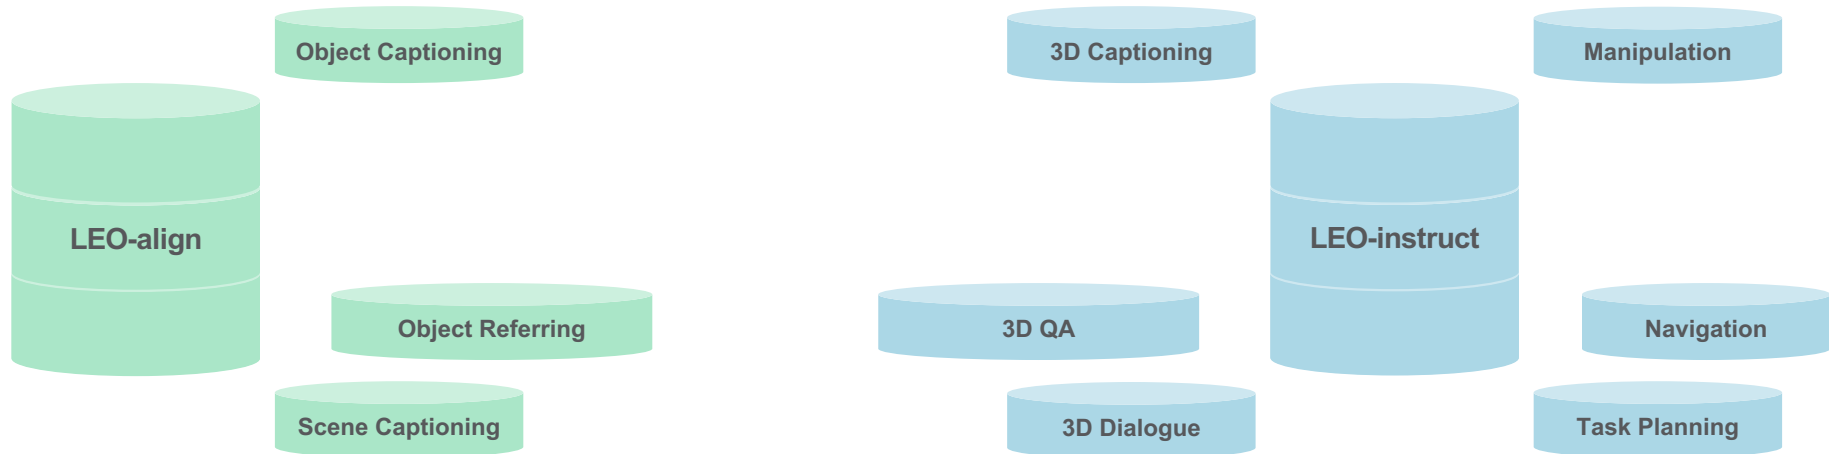 Object Captioning
3D Captioning
Manipulation
LEO-align
LEO-instruct
Object Referring
3D QA
Navigation
Scene Captioning
3D Dialogue
Task Planning